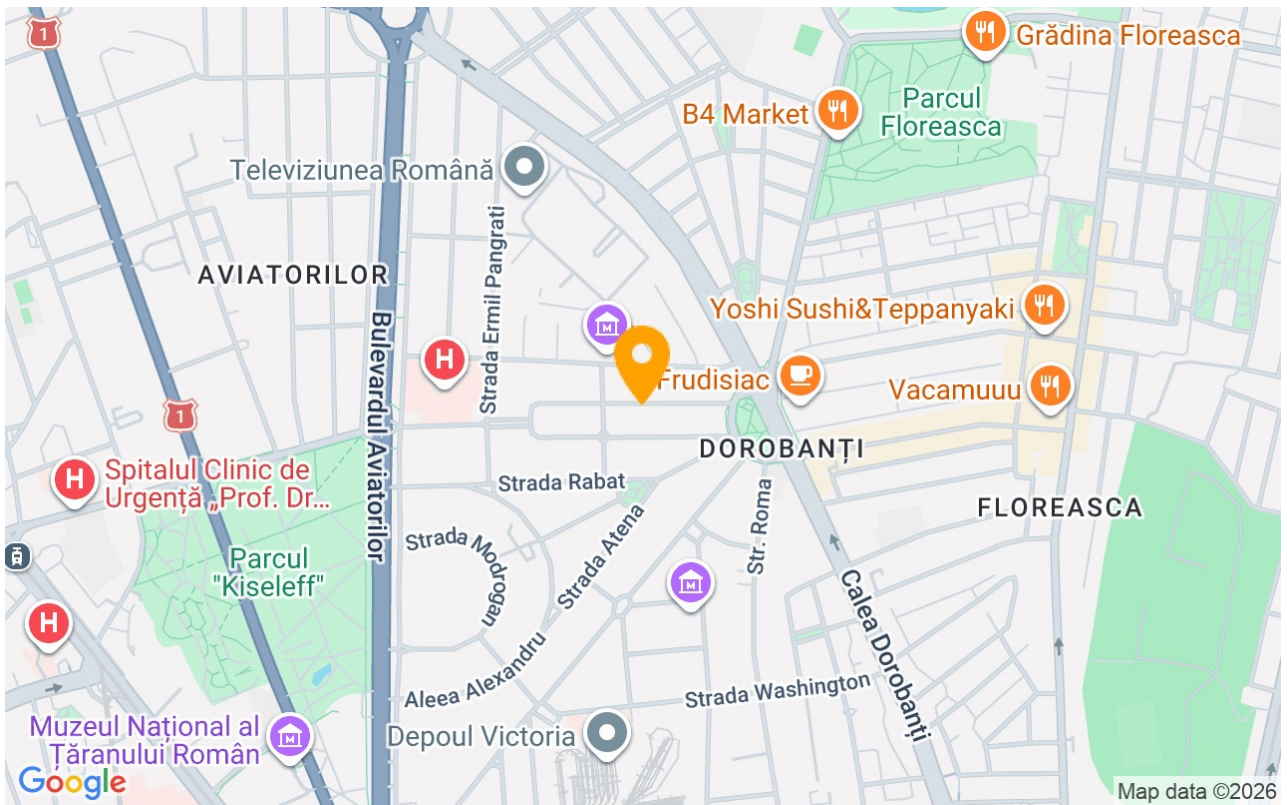 1
Grădina Floreasca
B4 Market
Parcul
Floreasca
Televiziunea Română
Strada Ermil Pangrati
AVIATORILOR
Bulevardul Aviatorilor
M
Yoshi Sushi&Teppanyaki
H
Frudisiac
Vacamuuu
1
DOROBANȚI
H
Spitalul Clinic de
Urgență „Prof. Dr...
Strada Rabat
Str. Roma
FLOREASCA
Strada Modrogan
Strada Atena
Parcul
"Kiseleff"
M
H
Calea Dorobanți
Aleea Alexandru
Strada Washington
Muzeul Național al
Țăranului Român
M
Depoul Victoria
Google
Map data ©2026